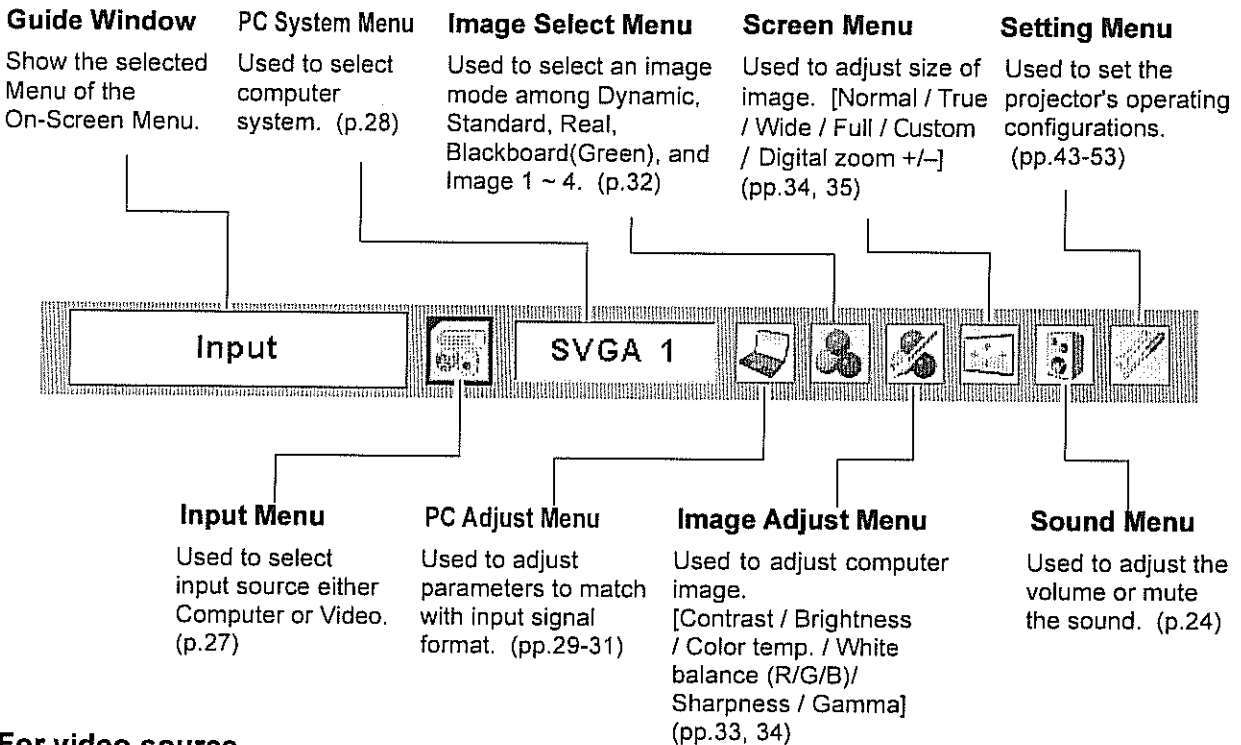 Guide Window
Show the selected
Menu of the
On-Screen Menu.
PC System Menu
Used to select
computer
system. (p.28)
Image Select Menu
Used to select an image
mode among Dynamic,
Standard, Real,
Blackboard(Green), and
Image 1 ~ 4. (p.32)
Screen Menu
Used to adjust size of
image. [Normal / True
/ Wide / Full / Custom
/ Digital zoom +/–]
(pp.34, 35)
Setting Menu
Used to set the
projector's operating
configurations.
(pp.43-53)
Input
SVGA 1
Input Menu
Used to select
input source either
Computer or Video.
(p.27)
PC Adjust Menu
Used to adjust
parameters to match
with input signal
format. (pp.29-31)
Image Adjust Menu
Used to adjust computer
image.
[Contrast / Brightness
/ Color temp. / White
balance (R/G/B)/
Sharpness / Gamma]
(pp.33, 34)
Sound Menu
Used to adjust the
volume or mute
the sound. (p.24)
For video source